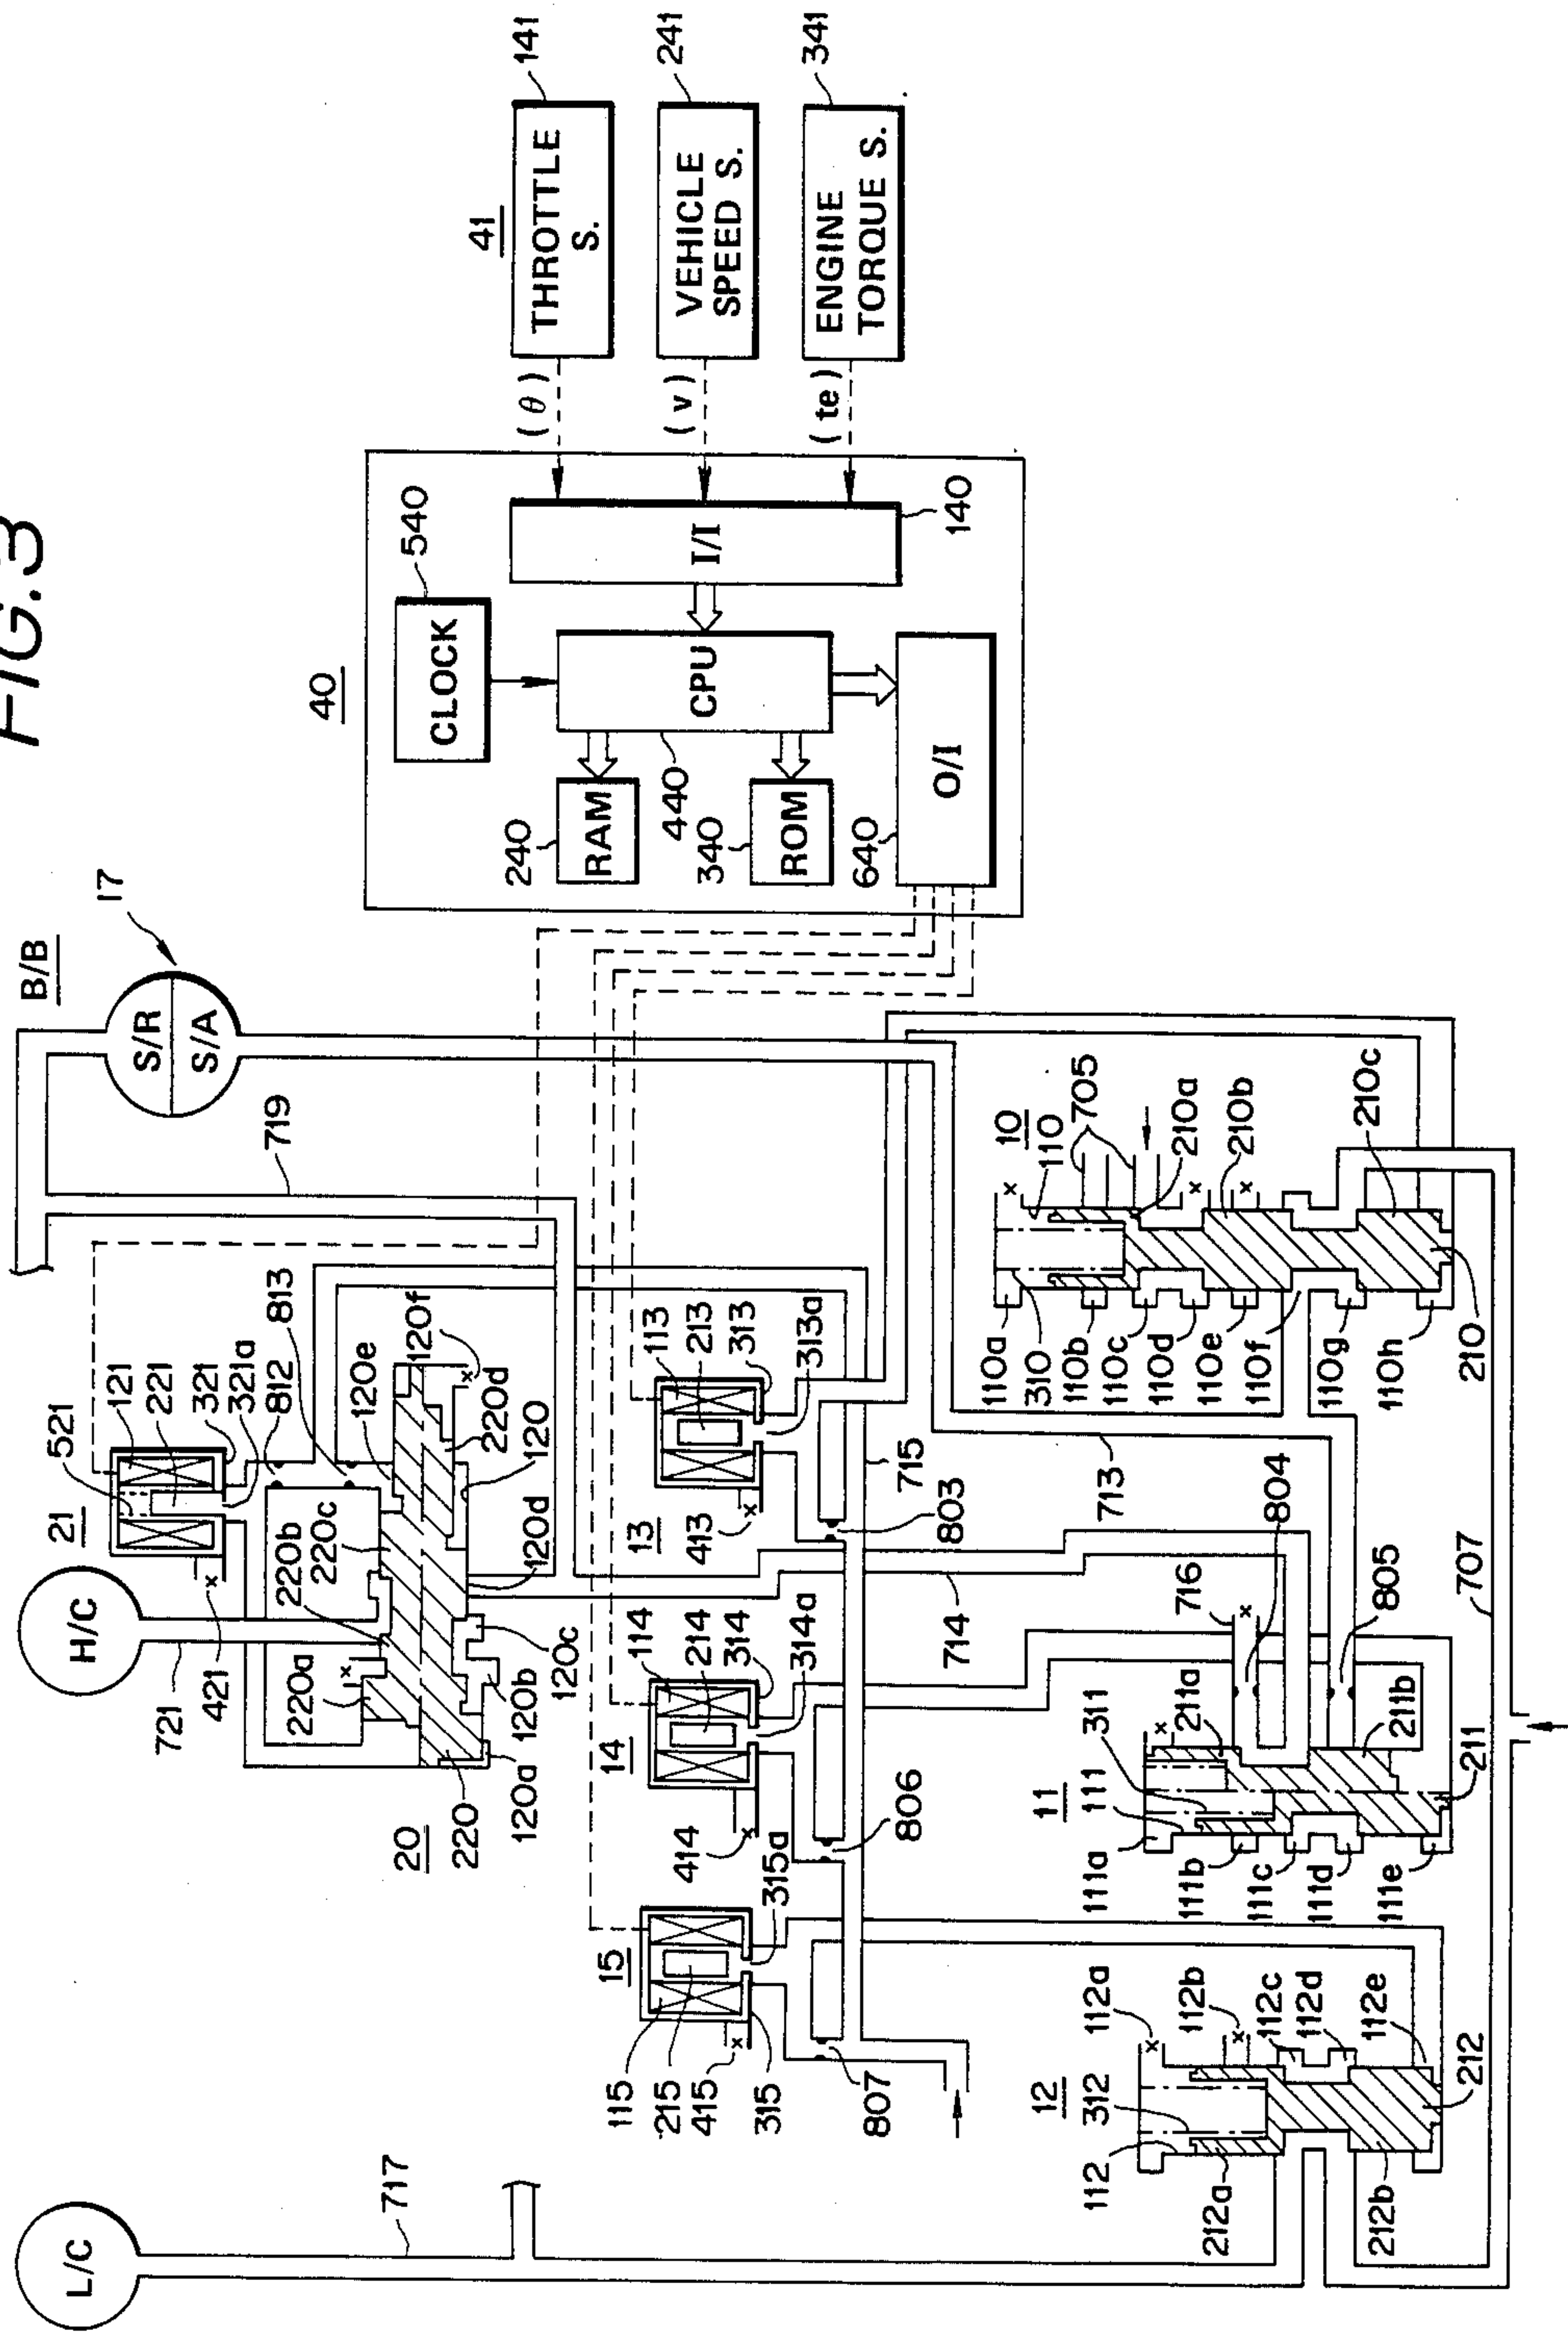 FIG. 3
L/C
717
H/C
721
421
21
521
121
221
321
321a
812
813
719
B/B
S/R
S/A
17
20
220
220a
220b
220c
220d
120
120a
120b
120c
120d
120e
120f
40
CLOCK
540
RAM
240
CPU
440
ROM
340
I/I
140
O/I
640
41
THROTTLE
S.
141
VEHICLE
SPEED S.
241
ENGINE
TORQUE S.
341
(θ)
(v)
(te)
15
115
215
415
315
315a
807
14
114
214
314
314a
414
806
13
113
213
313
313a
413
803
715
713
714
716
804
805
707
12
112
312
212a
212b
112a
112b
112c
112d
112e
212
11
111
311
111a
111b
111c
111d
111e
211a
211b
211
10
110
705
210a
210b
210c
110a
310
110b
110c
110d
110e
110f
110g
110h
210